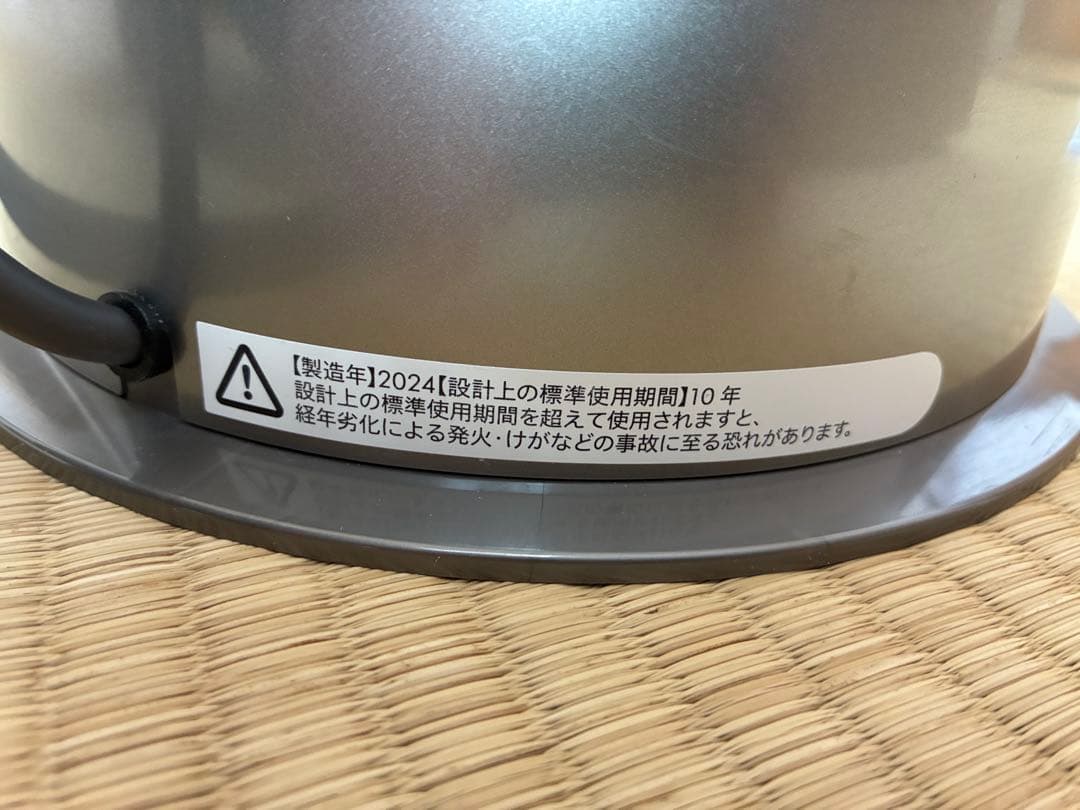 【製造年】2024【設計上の標準使用期間】10年
設計上の標準使用期間を超えて使用されますと、
経年劣化による発火・けがなどの事故に至る恐れがあります。